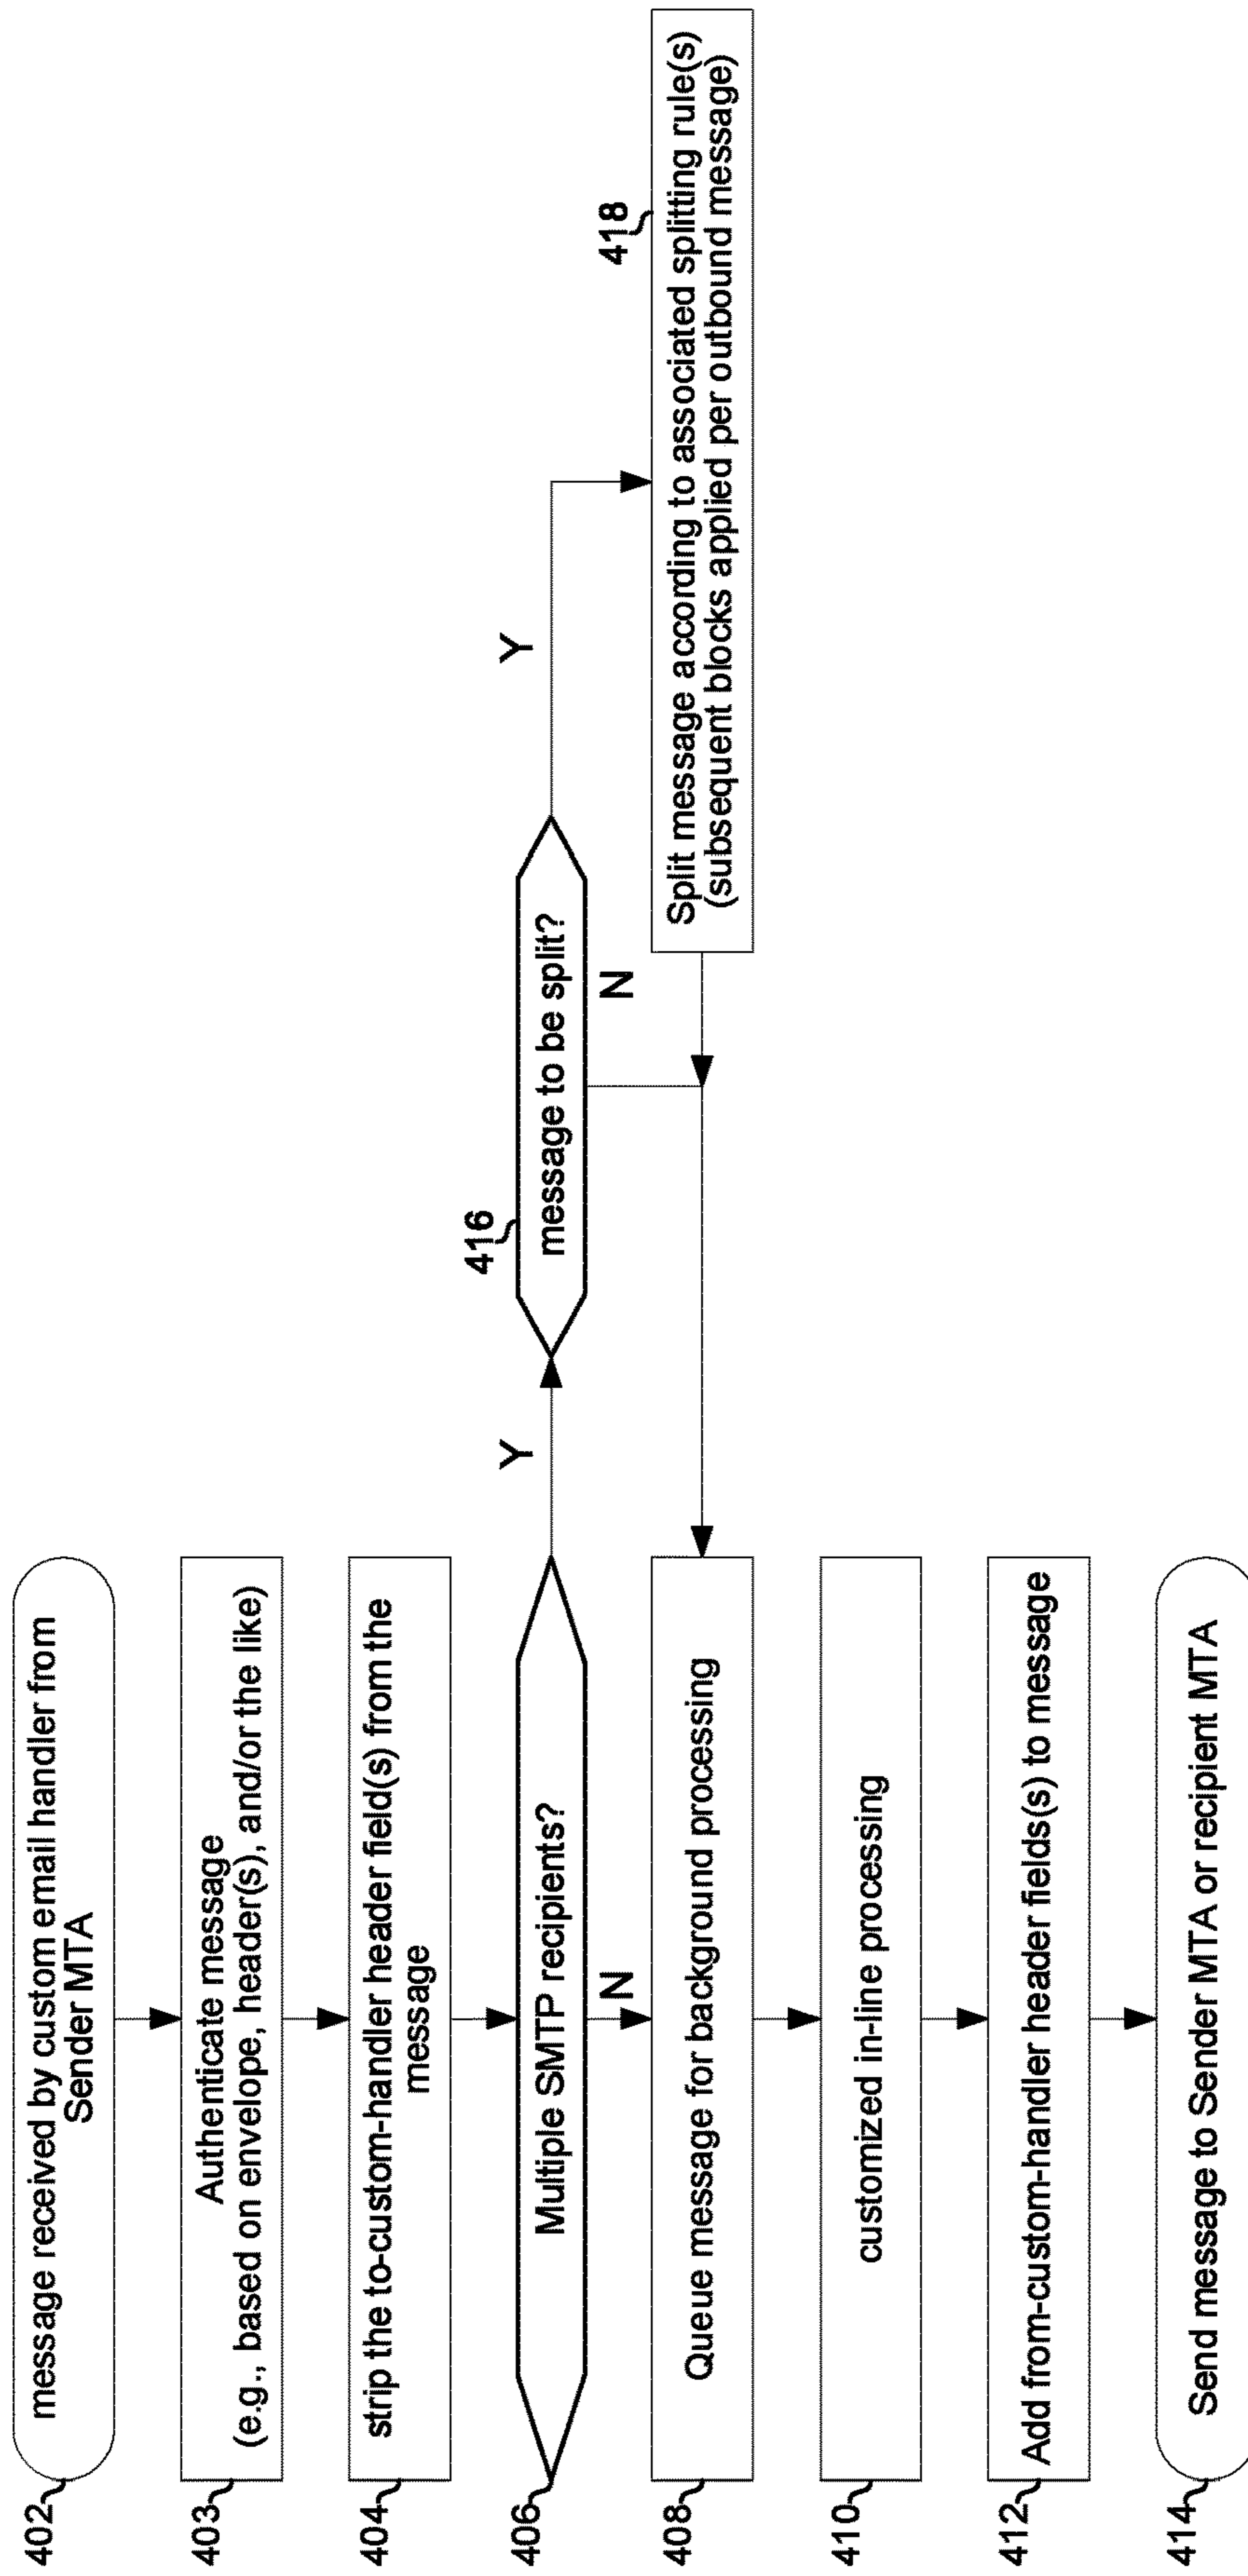 402
message received by custom email handler from
Sender MTA
403
Authenticate message
(e.g., based on envelope, header(s), and/or the like)
404
strip the to-custom-handler header field(s) from the
message
406
Multiple SMTP recipients?
Y
N
416
message to be split?
Y
N
418
Split message according to associated splitting rule(s)
(subsequent blocks applied per outbound message)
408
Queue message for background processing
410
customized in-line processing
412
Add from-custom-handler header fields(s) to message
414
Send message to Sender MTA or recipient MTA